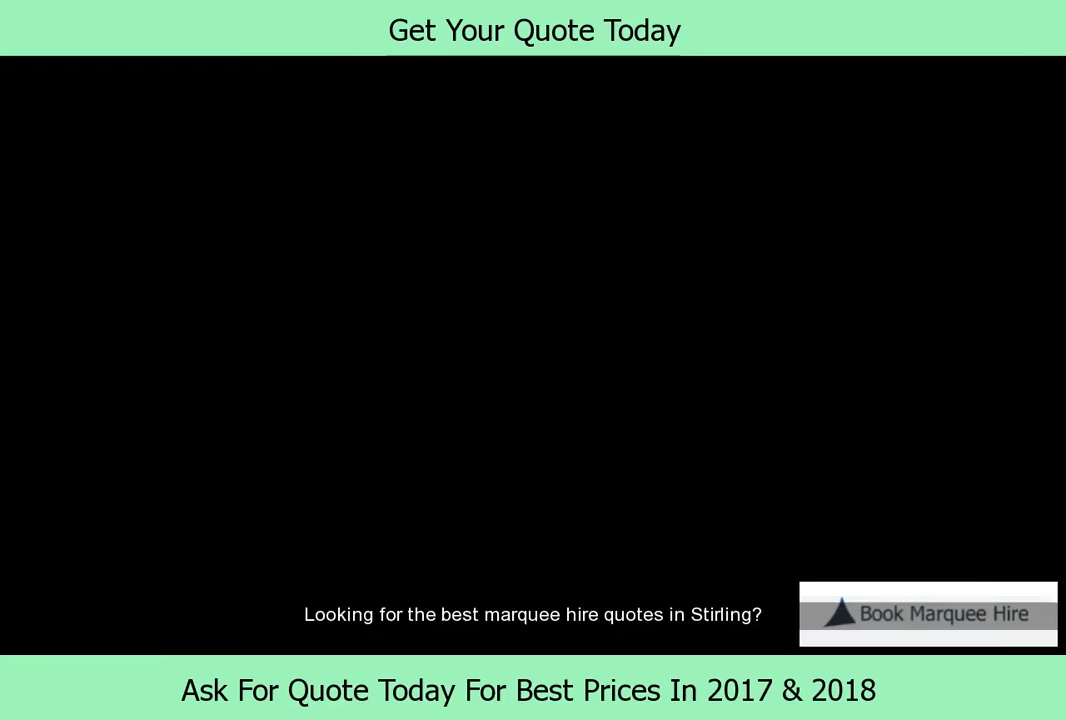 Get Your Quote Today
Looking for the best marquee hire quotes in Stirling?
Book Marquee Hire
Ask For Quote Today For Best Prices In 2017 & 2018